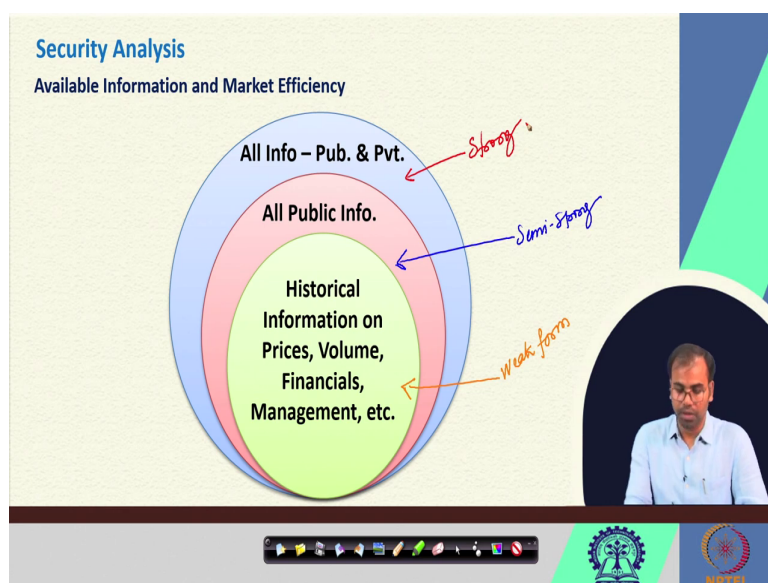 Security Analysis
Available Information and Market Efficiency
All Info – Pub. & Pvt.
Strong
All Public Info.
Semi-Strong
Historical
Information on
Prices, Volume,
Financials,
Management, etc.
Weak form
NPTEL